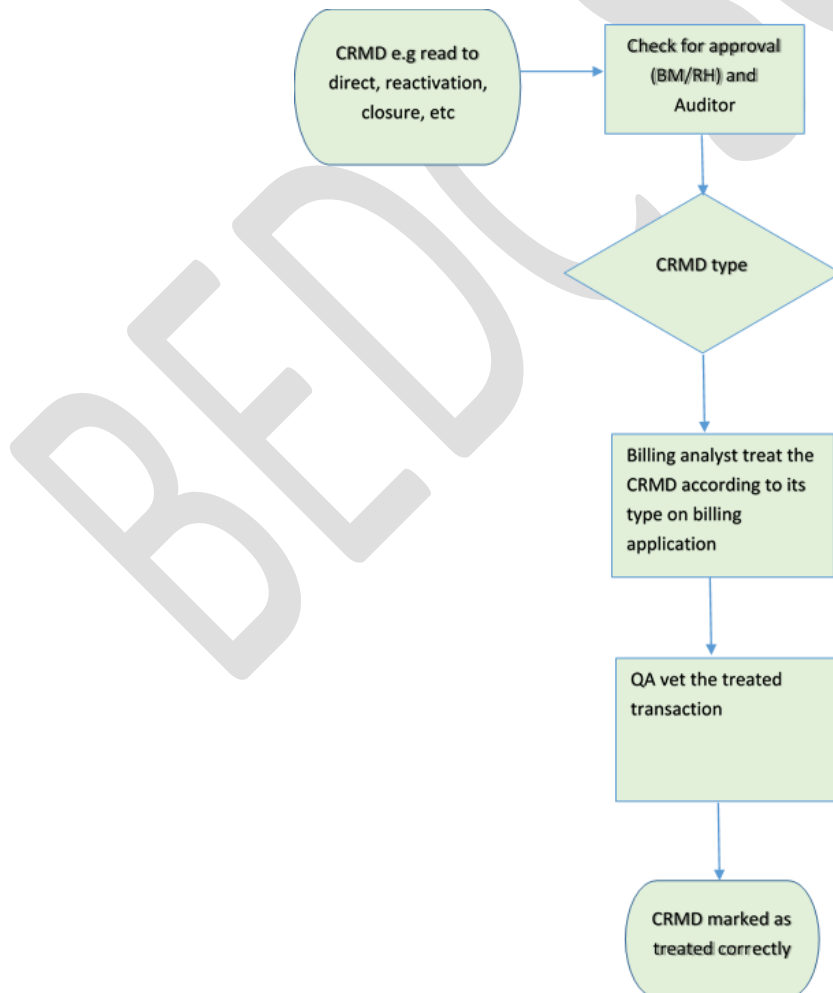 CRMD e.g read to
direct, reactivation,
closure, etc
Check for approval
(BM/RH) and
Auditor
CRMD type
Billing analyst treat the
CRMD according to its
type on billing
application
QA vet the treated
transaction
CRMD marked as
treated correctly
BED